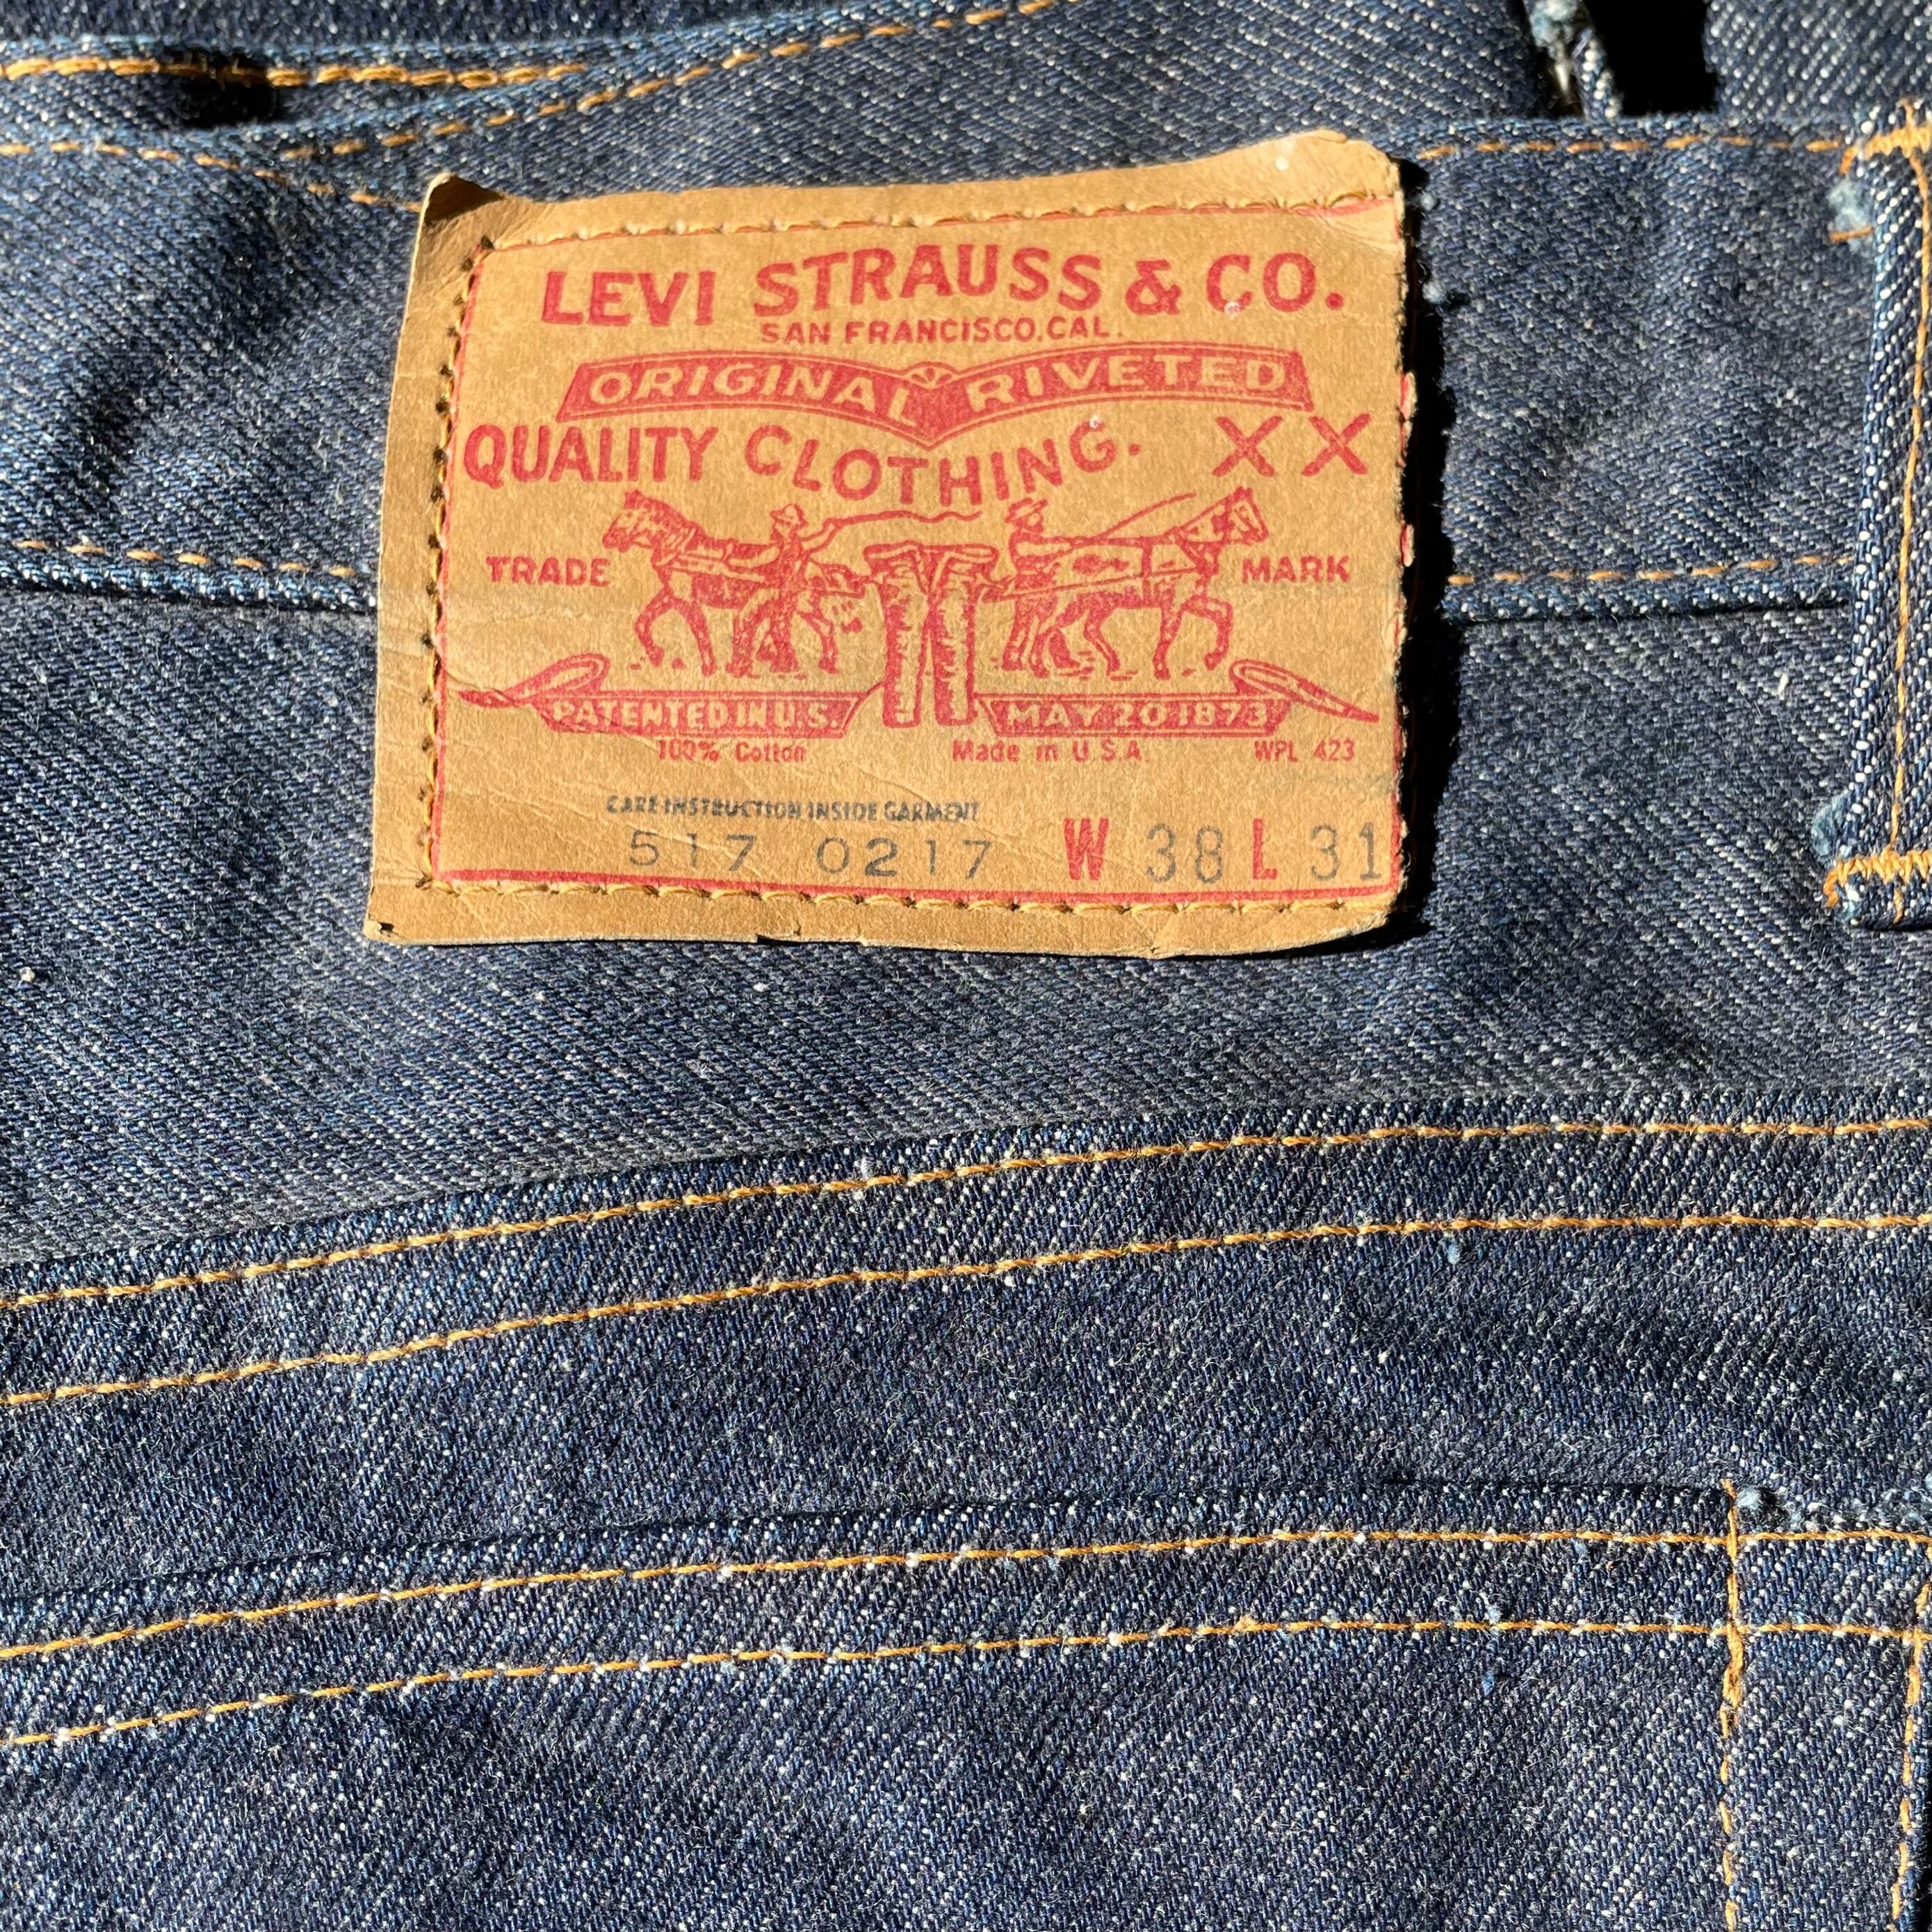 LEVI STRAUSS & CO.
SAN FRANCISCO, CAL.
ORIGINAL RIVETED
QUALITY CLOTHING. XX
TRADE MARK
PATENTED IN U.S. MAY 20 1873
100% Cotton Made in U.S.A. WPL 423
CARE INSTRUCTION INSIDE GARMENT
517 0217 W 38 L 31